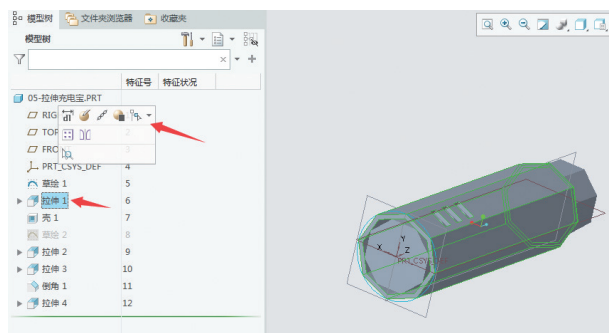 模型树 文件夹浏览器 收藏夹
模型树
特征号 特征状况
05-拉伸充电宝.PRT
RIG
TOP 2
FRO
PRT_CSYS_DEF 4
草绘 1 5
拉伸 1 6
壳 1 7
草绘 2 8
拉伸 2 9
拉伸 3 10
倒角 1 11
拉伸 4 12
X Y Z
PRT_CSYS